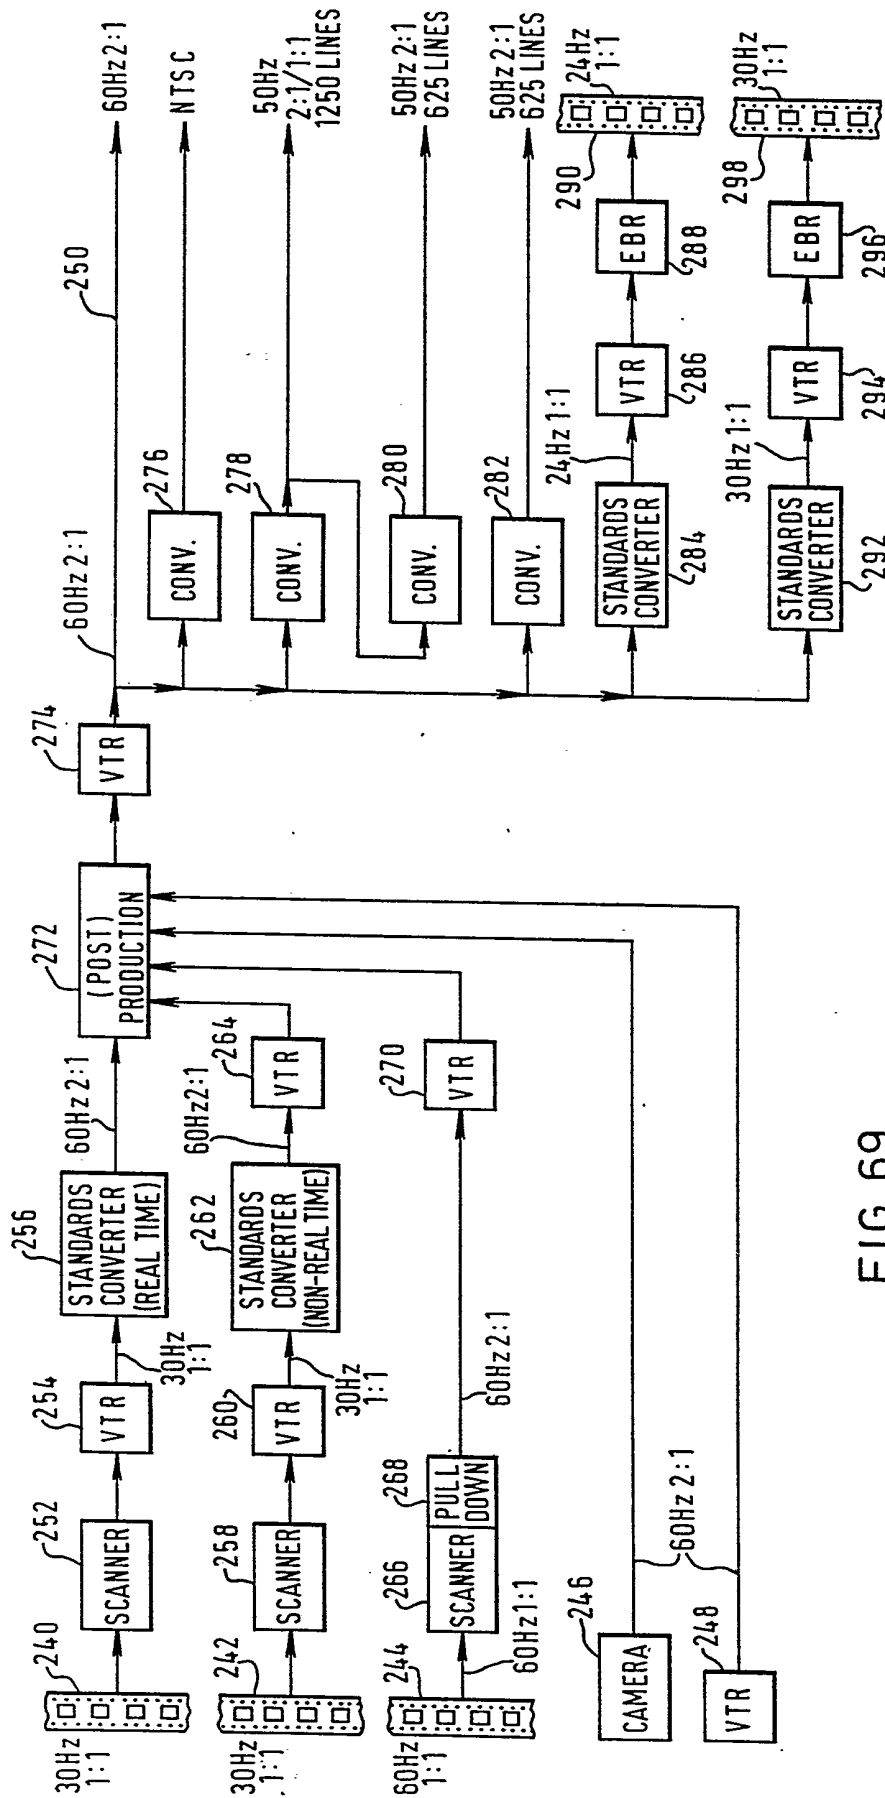 30Hz
1:1
240
SCANNER
252
VTR
254
30Hz
1:1
STANDARDS
CONVERTER
(REAL TIME)
256
60Hz 2:1
(POST)
PRODUCTION
272
VTR
274
60Hz 2:1
250
60Hz 2:1
30Hz
1:1
242
SCANNER
258
VTR
260
30Hz
1:1
STANDARDS
CONVERTER
(NON-REAL TIME)
262
60Hz 2:1
VTR
264
60Hz
1:1
244
60Hz 1:1
SCANNER
266
PULL
DOWN
268
60Hz 2:1
VTR
270
CAMERA
246
VTR
248
60Hz 2:1
CONV.
276
NTSC
CONV.
278
50Hz
2:1/1:1
1250 LINES
CONV.
280
50Hz 2:1
625 LINES
CONV.
282
50Hz 2:1
625 LINES
STANDARDS
CONVERTER
284
24Hz 1:1
VTR
286
EBR
288
290
24Hz
1:1
STANDARDS
CONVERTER
292
30Hz 1:1
VTR
294
EBR
296
298
30Hz
1:1
FIG. 69